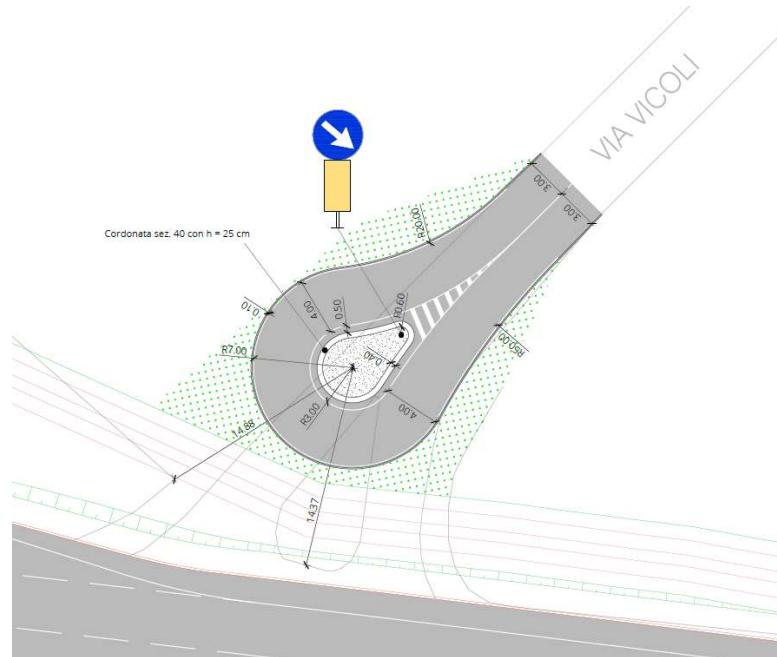 VIA VICOLI
3.00
3.00
R20.00
Cordonata sez. 40 con h = 25 cm
0.10
4.00
0.50
R0.60
R7.00
0.40
R50.00
R3.00
4.00
14.88
14.37